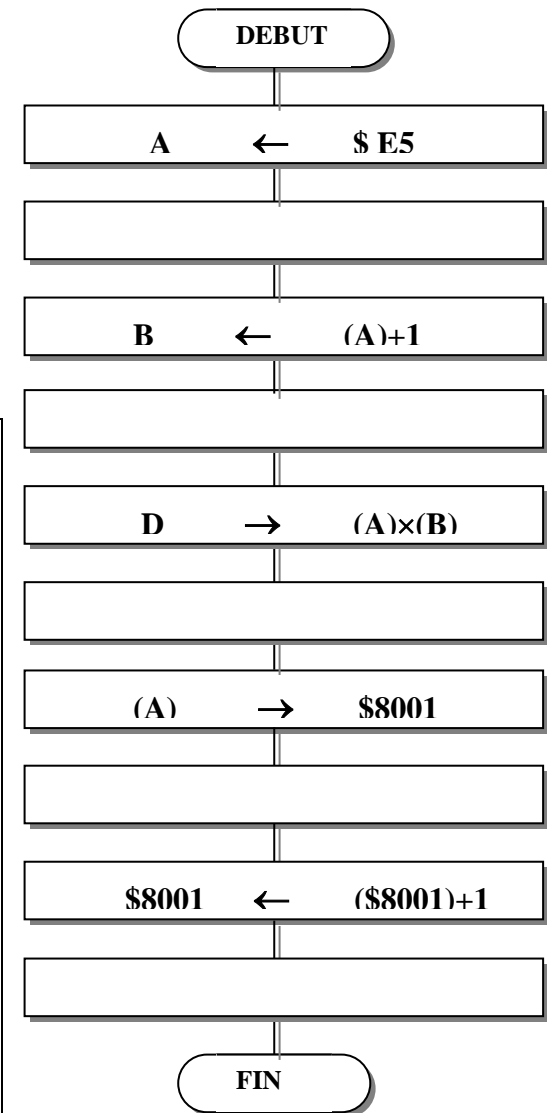 DEBUT
A ← $ E5
B ← (A)+1
D → (A)×(B)
(A) → $8001
$8001 ← ($8001)+1
FIN